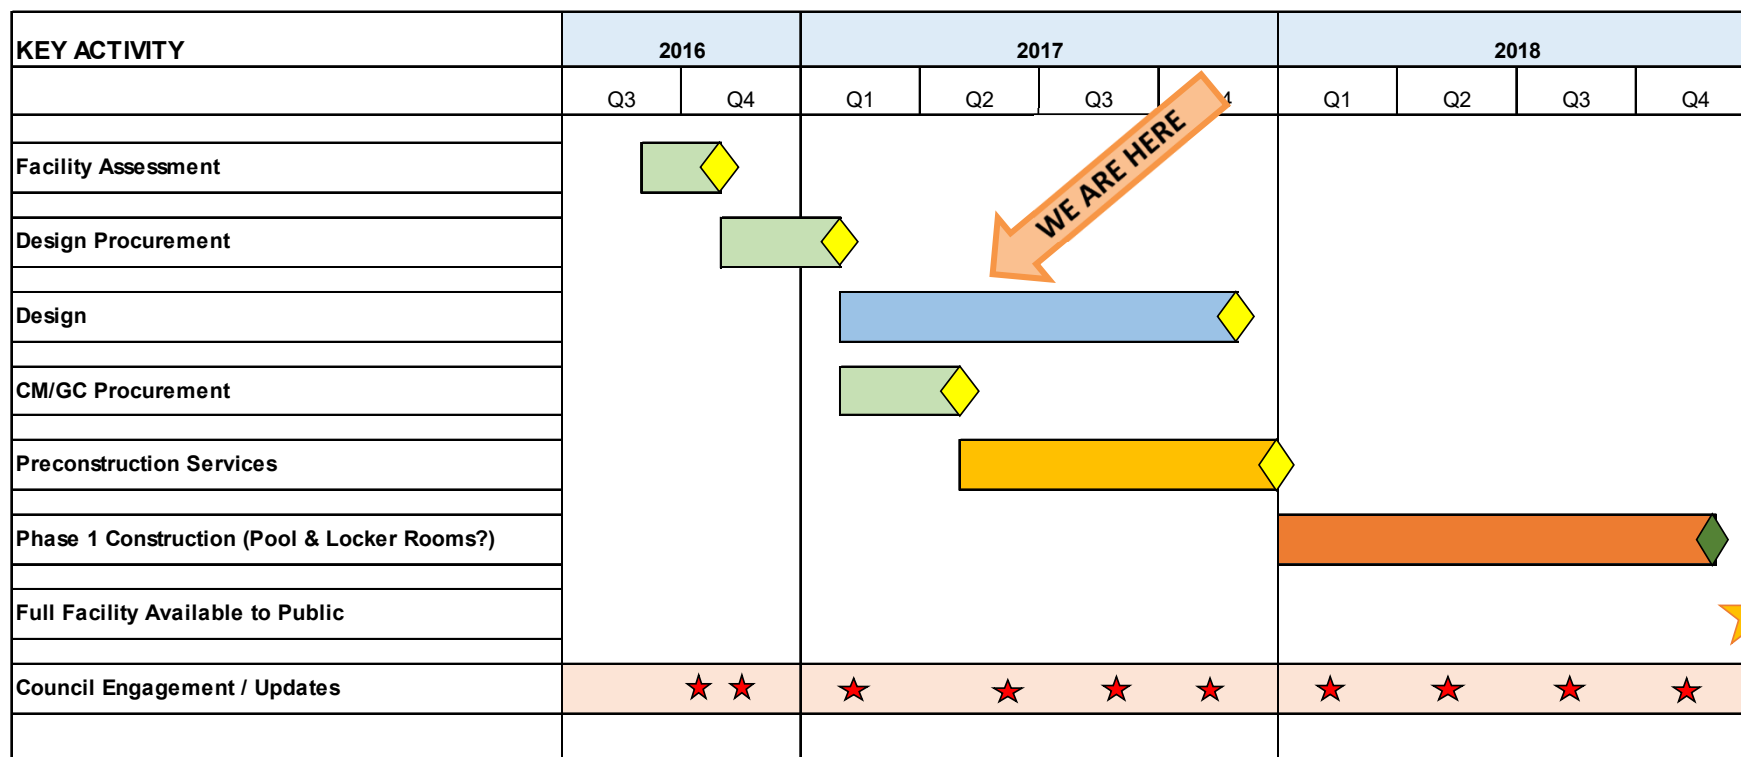 KEY ACTIVITY 2016 2017 2018
Q3 Q4 Q1 Q2 Q3 4 Q1 Q2 Q3 Q4
WE ARE HERE
Facility Assessment
Design Procurement
Design
CM/GC Procurement
Preconstruction Services
Phase 1 Construction (Pool & Locker Rooms?)
Full Facility Available to Public
Council Engagement / Updates